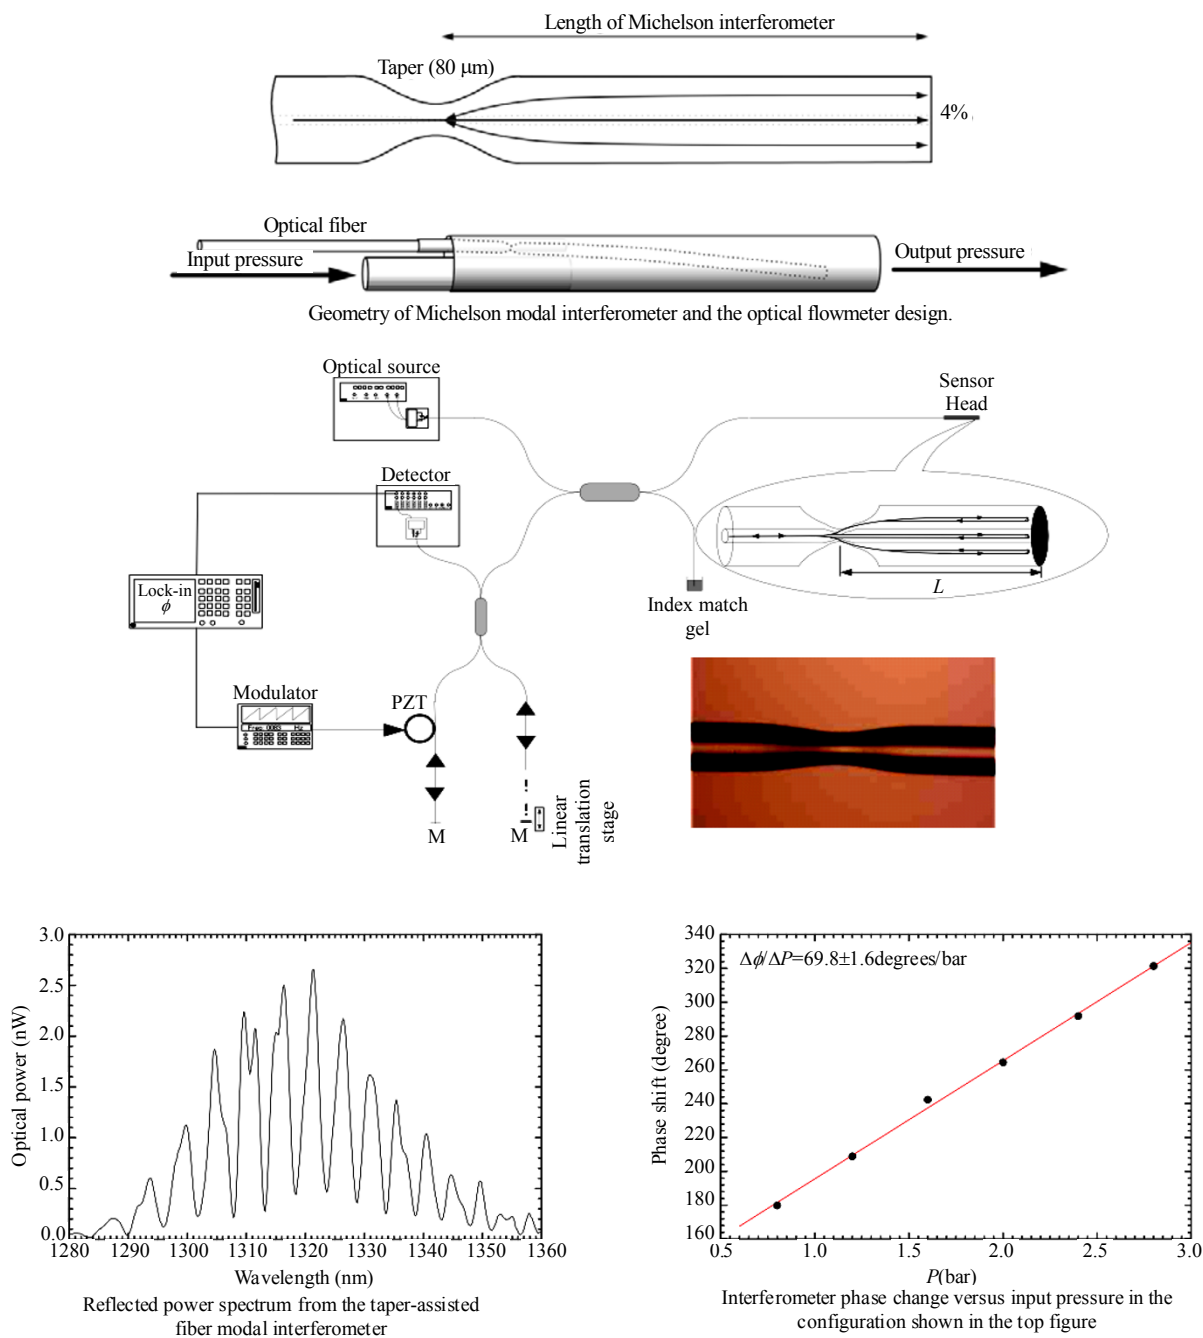 Length of Michelson interferometer
Taper (80 μm)
4%
Optical fiber
Input pressure
Output pressure
Geometry of Michelson modal interferometer and the optical flowmeter design.
Optical source
Sensor
Head
Detector
Lock-in
ϕ
L
Index match
gel
Modulator
PZT
M
M
Linear
translation
stage
3.0
2.5
2.0
1.5
1.0
0.5
0.0
Optical power (nW)
1280 1290 1300 1310 1320 1330 1340 1350 1360
Wavelength (nm)
Reflected power spectrum from the taper-assisted
fiber modal interferometer
340
320
300
280
260
240
220
200
180
160
Phase shift (degree)
Δϕ/ΔP=69.8±1.6degrees/bar
0.5 1.0 1.5 2.0 2.5 3.0
P(bar)
Interferometer phase change versus input pressure in the
configuration shown in the top figure